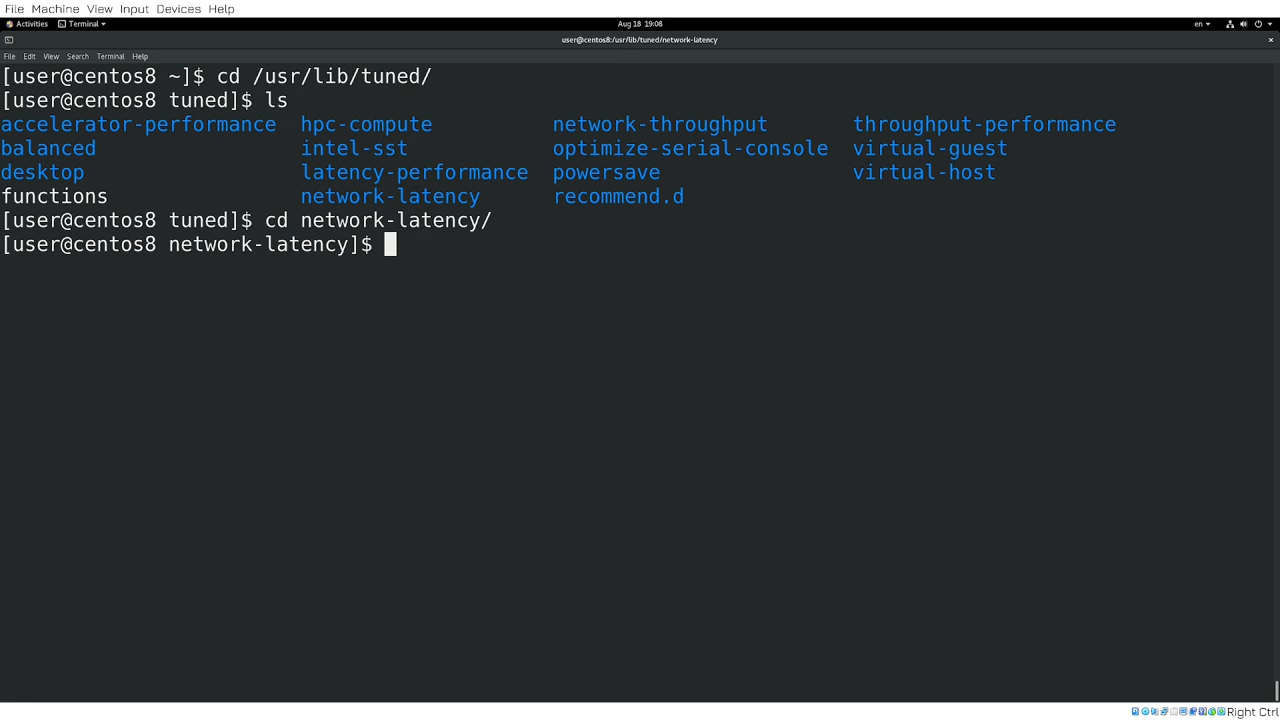 File Machine View Input Devices Help
Activities Terminal Aug 18 19:08 en
user@centos8:/usr/lib/tuned/network-latency
File Edit View Search Terminal Help
[user@centos8 ~]$ cd /usr/lib/tuned/
[user@centos8 tuned]$ ls
accelerator-performance hpc-compute network-throughput throughput-performance
balanced intel-sst optimize-serial-console virtual-guest
desktop latency-performance powersave virtual-host
functions network-latency recommend.d
[user@centos8 tuned]$ cd network-latency/
[user@centos8 network-latency]$
Right Ctrl